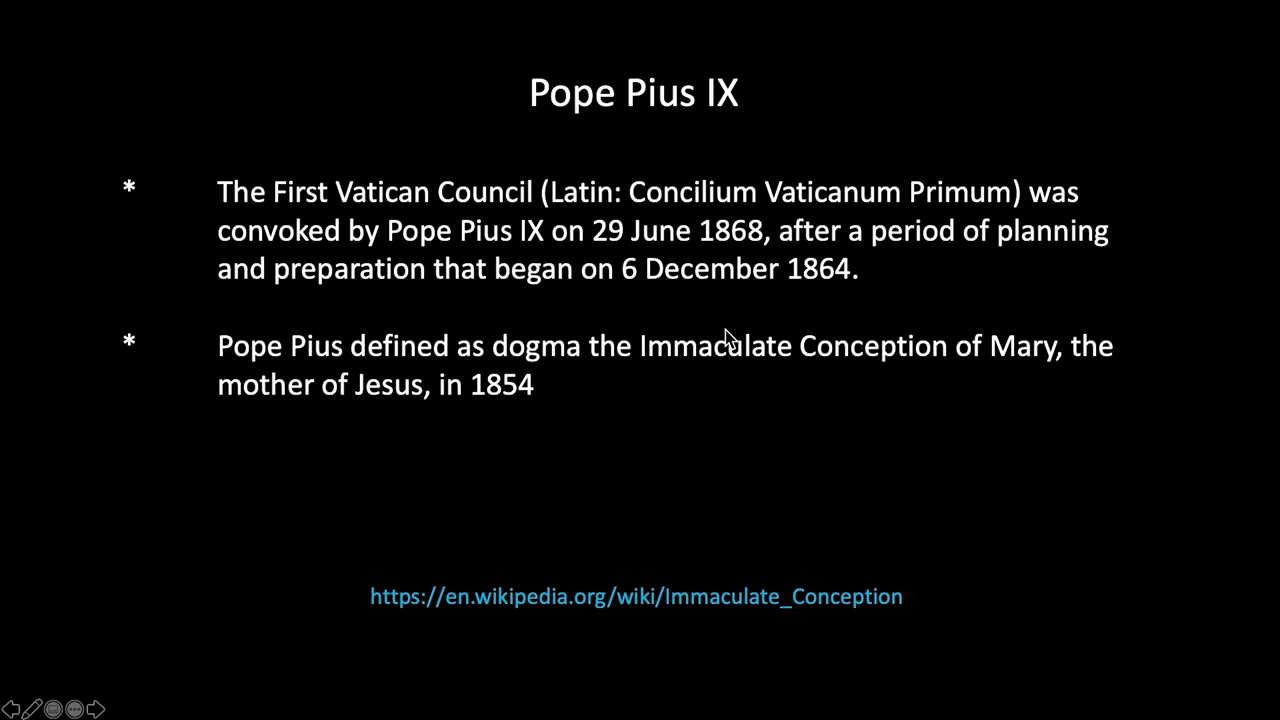 Pope Pius IX
* The First Vatican Council (Latin: Concilium Vaticanum Primum) was
convoked by Pope Pius IX on 29 June 1868, after a period of planning
and preparation that began on 6 December 1864.
* Pope Pius defined as dogma the Immaculate Conception of Mary, the
mother of Jesus, in 1854
https://en.wikipedia.org/wiki/Immaculate_Conception